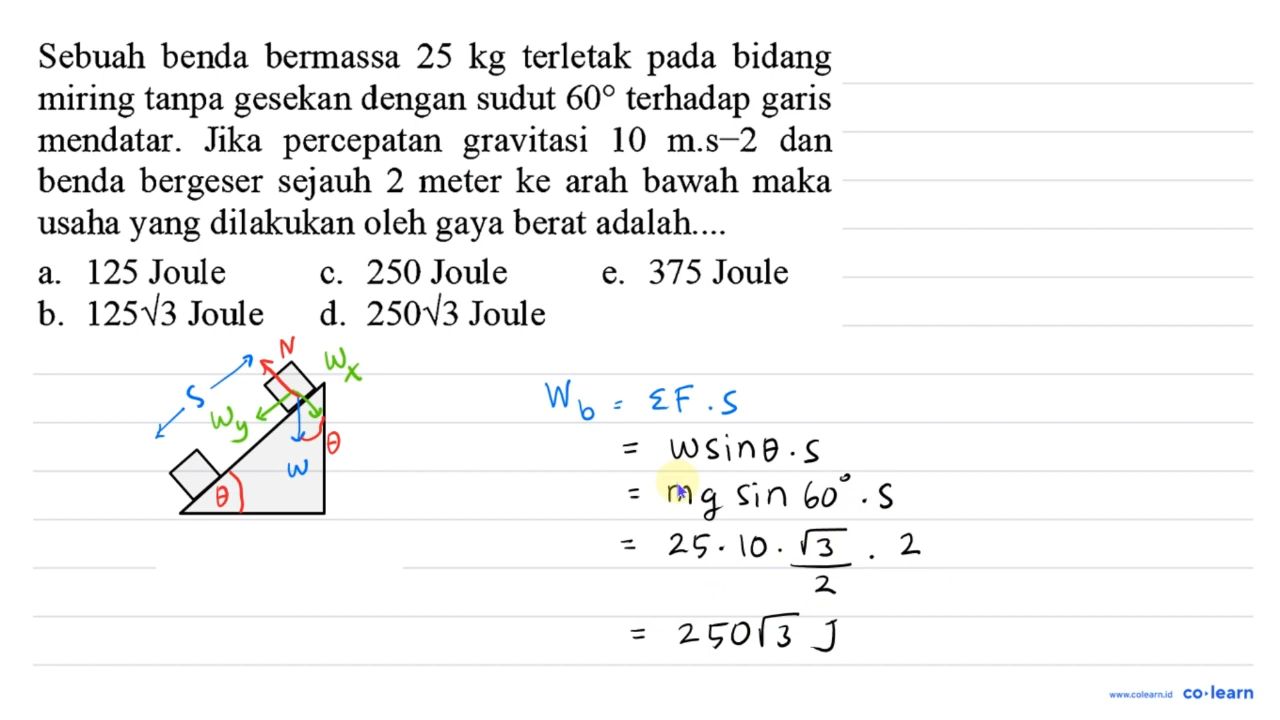 Sebuah benda bermassa 25 kg terletak pada bidang
miring tanpa gesekan dengan sudut 60° terhadap garis
mendatar. Jika percepatan gravitasi 10 m.s−2 dan
benda bergeser sejauh 2 meter ke arah bawah maka
usaha yang dilakukan oleh gaya berat adalah....
a. 125 Joule c. 250 Joule e. 375 Joule
b. 125√3 Joule d. 250√3 Joule
N
Wx
S
Wy
θ
W
θ
Wb = ΣF . S
= W sin θ . S
= mg sin 60° . S
= 25 . 10 . √3/2 . 2
= 250√3 J
www.colearn.id co·learn